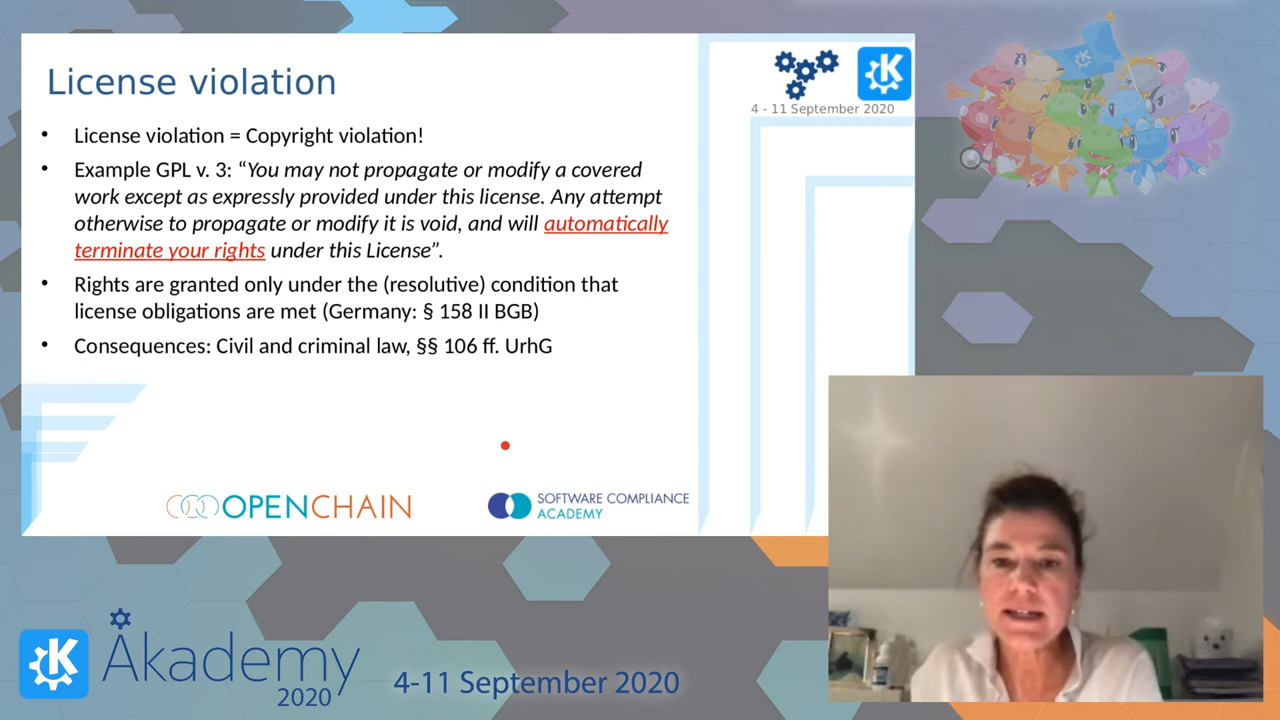 License violation
4 - 11 September 2020
• License violation = Copyright violation!
• Example GPL v. 3: “You may not propagate or modify a covered
work except as expressly provided under this license. Any attempt
otherwise to propagate or modify it is void, and will automatically
terminate your rights under this License”.
• Rights are granted only under the (resolutive) condition that
license obligations are met (Germany: § 158 II BGB)
• Consequences: Civil and criminal law, §§ 106 ff. UrhG
OPENCHAIN
SOFTWARE COMPLIANCE
ACADEMY
Akademy
2020
4-11 September 2020